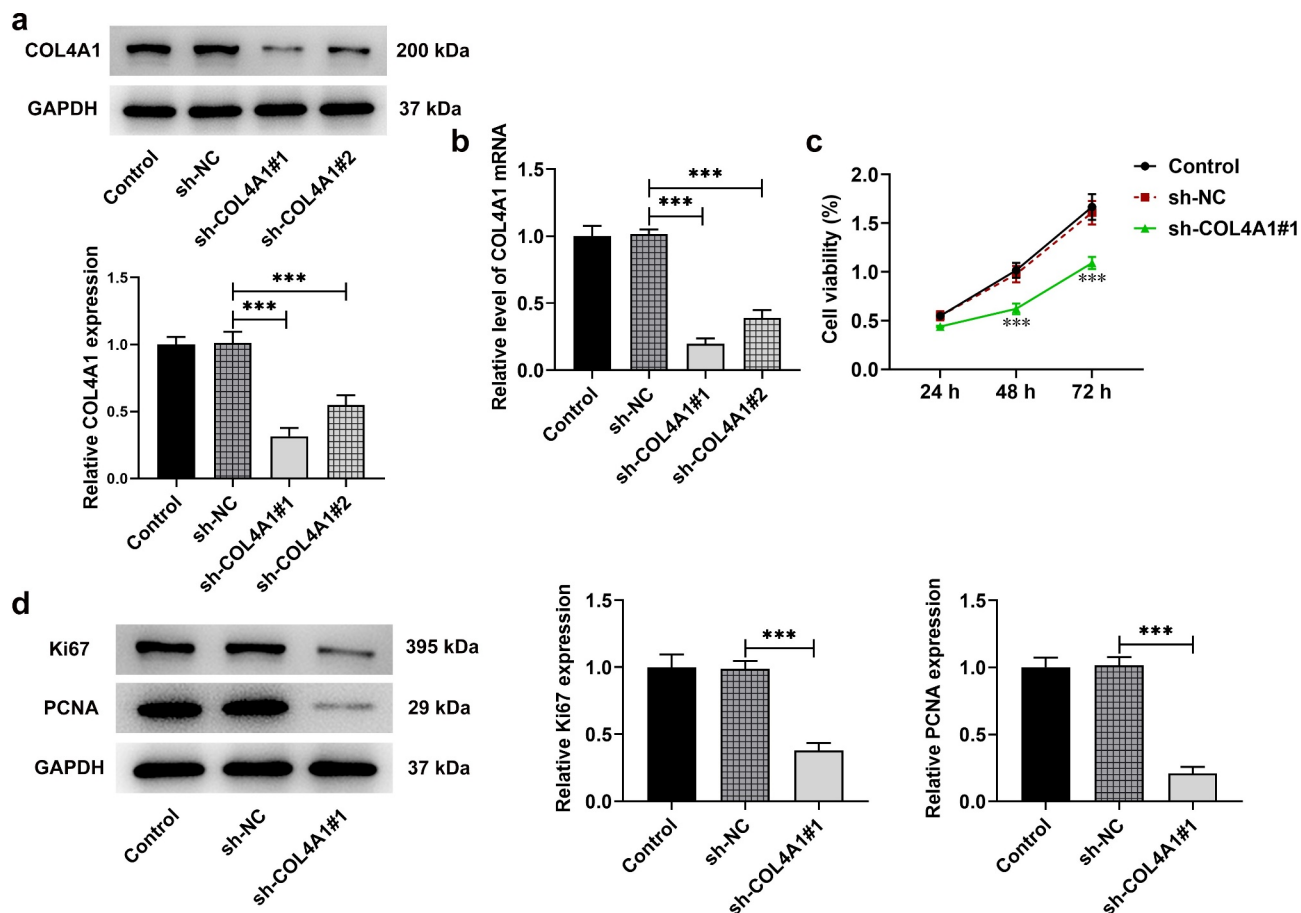 a
COL4A1
200 kDa
GAPDH
37 kDa
Control
sh-NC
sh-COL4A1#1
sh-COL4A1#2
Relative COL4A1 expression
1.5
1.0
0.5
0.0
***
***
Control
sh-NC
sh-COL4A1#1
sh-COL4A1#2
b
Relative level of COL4A1 mRNA
1.5
1.0
0.5
0.0
***
***
Control
sh-NC
sh-COL4A1#1
sh-COL4A1#2
c
Cell viability (%)
2.0
1.5
1.0
0.5
0.0
24 h
48 h
72 h
***
***
Control
sh-NC
sh-COL4A1#1
d
Ki67
395 kDa
PCNA
29 kDa
GAPDH
37 kDa
Control
sh-NC
sh-COL4A1#1
Relative Ki67 expression
1.5
1.0
0.5
0.0
***
Control
sh-NC
sh-COL4A1#1
Relative PCNA expression
1.5
1.0
0.5
0.0
***
Control
sh-NC
sh-COL4A1#1